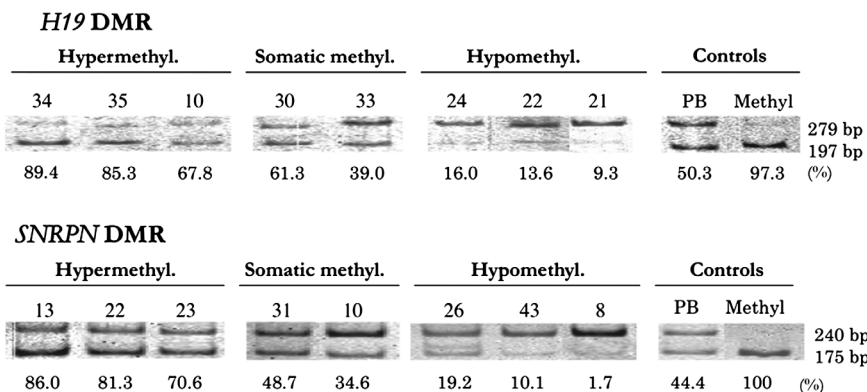 H19 DMR
Hypermethyl. Somatic methyl. Hypomethyl. Controls
34 35 10 30 33 24 22 21 PB Methyl
279 bp
197 bp
89.4 85.3 67.8 61.3 39.0 16.0 13.6 9.3 50.3 97.3 (%)
SNRPN DMR
Hypermethyl. Somatic methyl. Hypomethyl. Controls
13 22 23 31 10 26 43 8 PB Methyl
240 bp
175 bp
86.0 81.3 70.6 48.7 34.6 19.2 10.1 1.7 44.4 100 (%)